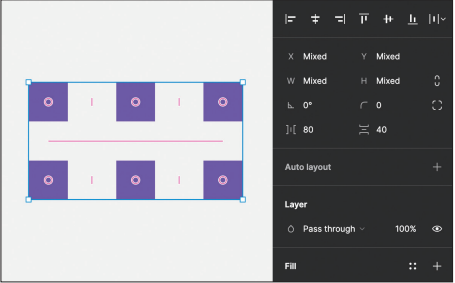 X Mixed Y Mixed
W Mixed H Mixed
0° 0
80 40
Auto layout
Layer
Pass through 100%
Fill